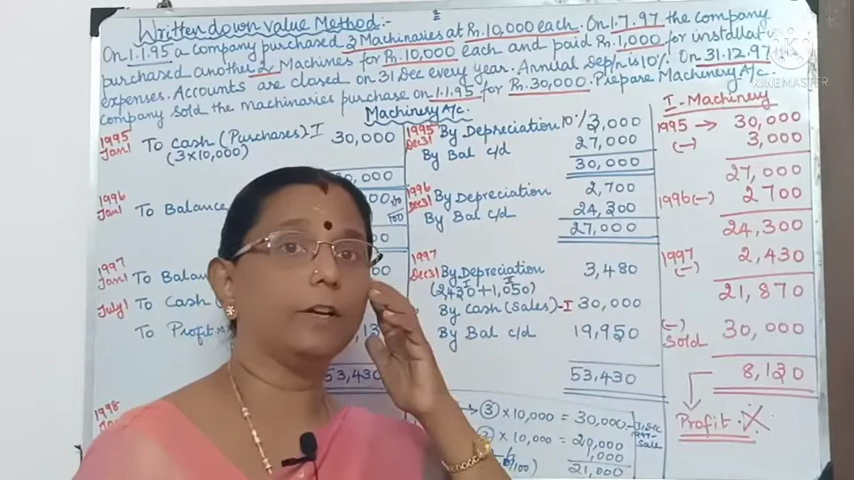 Written down value Method:-
On 1.1.95 a company purchased 3 Machinaries at Rs.10,000 each. On 1.7.97 the company
purchased another 2 Machines for Rs.10,000 each and paid Rs.1,000 for installat
expenses. Accounts are closed on 31 Dec every year. Annual Dep'n is 10%. On 31.12.97
company sold the machinaries purchase on 1.1.95 for Rs.30,000. Prepare Machinery A/c.
KINEMASTER
Machinery A/c.
1995 Jan1 To Cash (Purchases)-I 30,000
(3x10,000)
1996 Jan1 To Balance
1997 Jan1 To Bala
July1 To Cash
To Profit
53,430
1998
1995 Dec31 By Depreciation 10% 3,000
By Bal c/d 27,000
30,000
1996 Dec31 By Depreciation 2,700
By Bal c/d 24,300
27,000
1997 Dec31 By Depreciation 3,480
(2,430+1,050)
By Cash (Sales)-I 30,000
By Bal c/d 19,950
53,430
3 x 10,000 = 30,000
x 10,000 = 20,000
1,000
21,000
I-Machinery
1995 → 30,000
(-) 3,000
27,000
1996 (-) 2,700
24,300
1997 (-) 2,430
21,870
(-) Sold 30,000
8,130
Profit